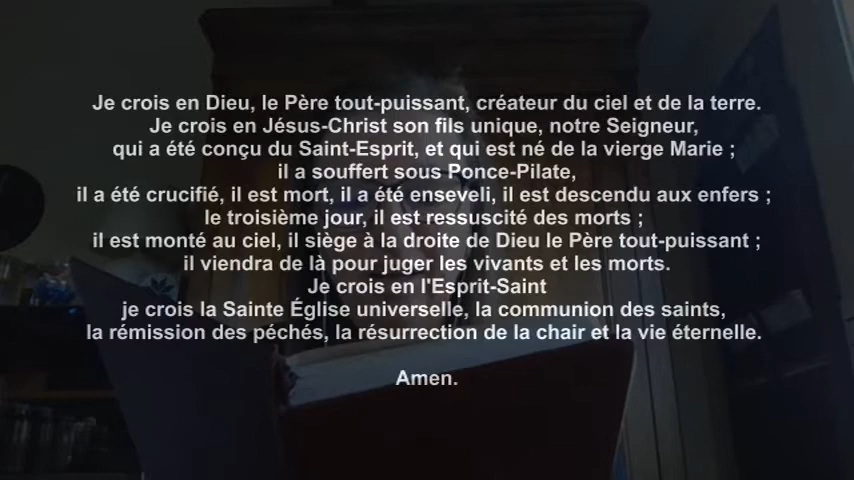 Je crois en Dieu, le Père tout-puissant, créateur du ciel et de la terre.
Je crois en Jésus-Christ son fils unique, notre Seigneur,
qui a été conçu du Saint-Esprit, et qui est né de la vierge Marie ;
il a souffert sous Ponce-Pilate,
il a été crucifié, il est mort, il a été enseveli, il est descendu aux enfers ;
le troisième jour, il est ressuscité des morts ;
il est monté au ciel, il siège à la droite de Dieu le Père tout-puissant ;
il viendra de là pour juger les vivants et les morts.
Je crois en l'Esprit-Saint
je crois la Sainte Église universelle, la communion des saints,
la rémission des péchés, la résurrection de la chair et la vie éternelle.
Amen.